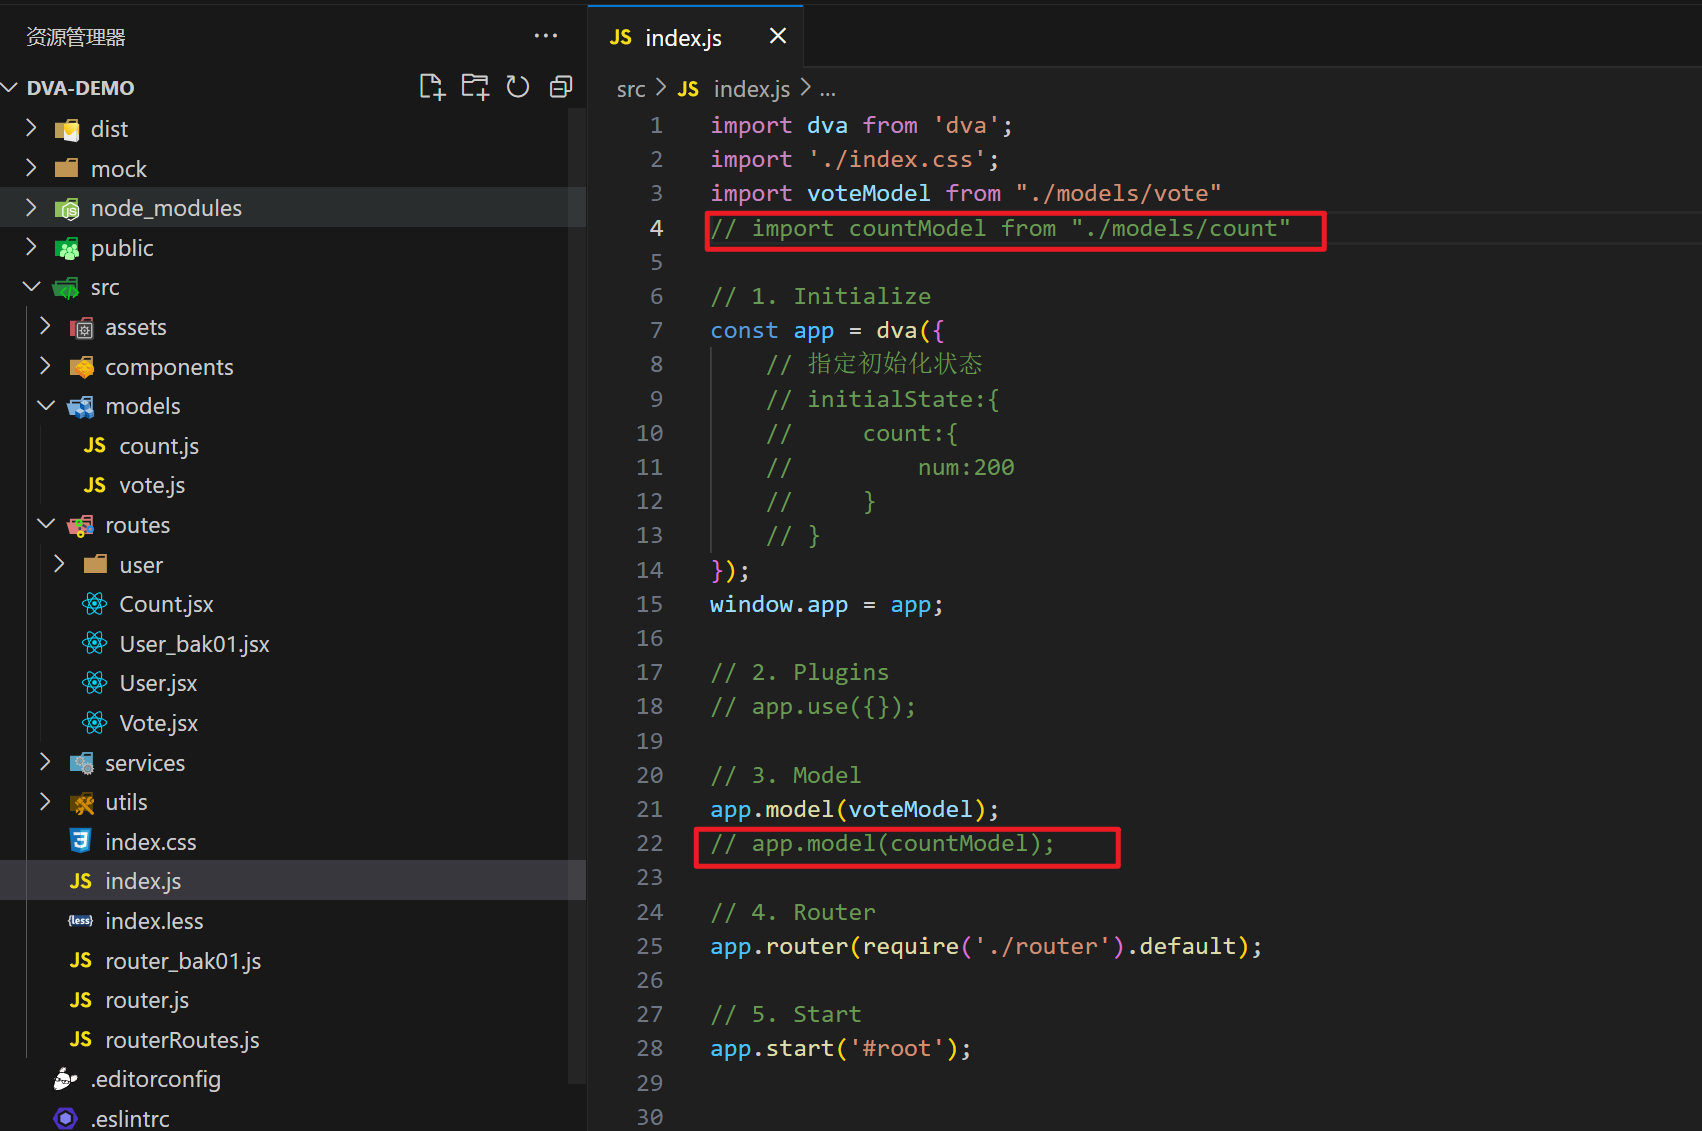 资源管理器
DVA-DEMO
dist
mock
node_modules
public
src
assets
components
models
JS count.js
JS vote.js
routes
user
Count.jsx
User_bak01.jsx
User.jsx
Vote.jsx
services
utils
index.css
JS index.js
{less} index.less
JS router_bak01.js
JS router.js
JS routerRoutes.js
.editorconfig
.eslintrc
JS index.js
src > JS index.js > ...
1 import dva from 'dva';
2 import './index.css';
3 import voteModel from "./models/vote"
4 // import countModel from "./models/count"
5
6 // 1. Initialize
7 const app = dva({
8 // 指定初始化状态
9 // initialState:{
10 // count:{
11 // num:200
12 // }
13 // }
14 });
15 window.app = app;
16
17 // 2. Plugins
18 // app.use({});
19
20 // 3. Model
21 app.model(voteModel);
22 // app.model(countModel);
23
24 // 4. Router
25 app.router(require('./router').default);
26
27 // 5. Start
28 app.start('#root');
29
30